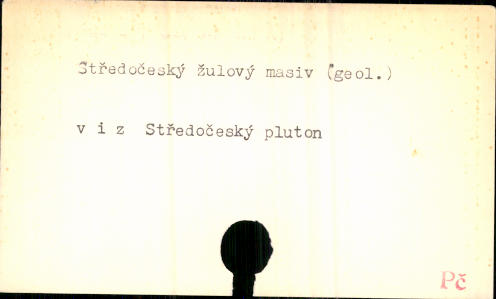 Středočeský žulový masiv (geol.)
v i z Středočeský pluton
Pč